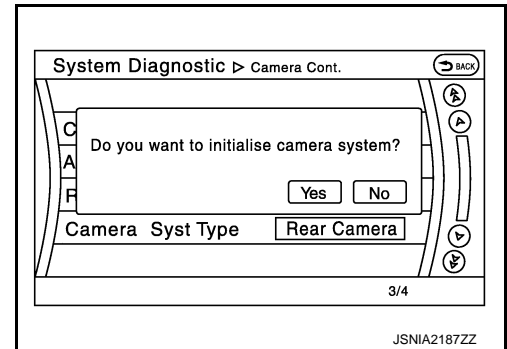 System Diagnostic ▷ Camera Cont.
BACK
C
Do you want to initialise camera system?
A
R
Yes No
Camera Syst Type Rear Camera
3/4
JSNIA2187ZZ